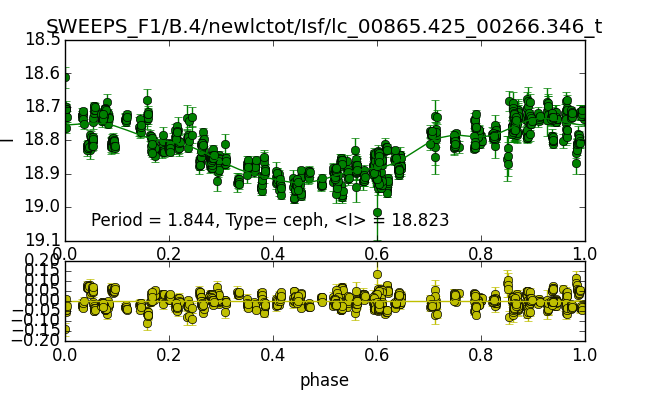 SWEEPS_F1/B.4/newlctot/Isf/lc_00865.425_00266.346_t
18.5
18.6
18.7
18.8
18.9
19.0
19.1
I
Period = 1.844, Type= ceph, <I> = 18.823
0.0 0.2 0.4 0.6 0.8 1.0
0.20
0.15
0.10
0.05
0.00
−0.05
−0.10
−0.15
−0.20
0.0 0.2 0.4 0.6 0.8 1.0
phase